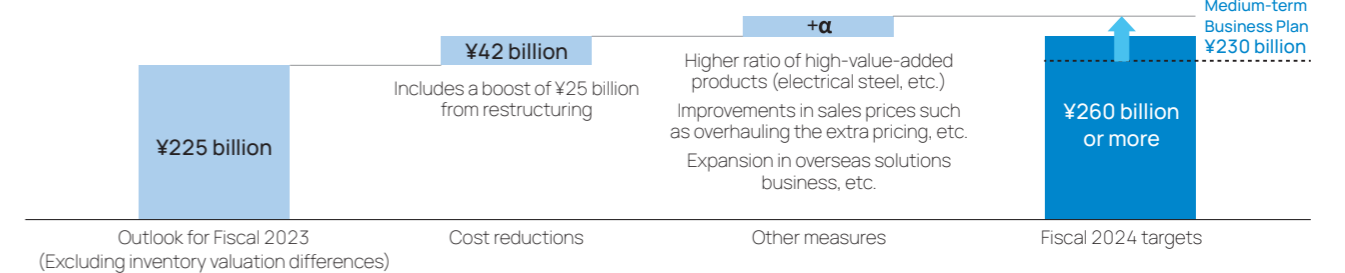 Medium-term
Business Plan
¥230 billion
+α
¥42 billion
Includes a boost of ¥25 billion
from restructuring
Higher ratio of high-value-added
products (electrical steel, etc.)
Improvements in sales prices such
as overhauling the extra pricing, etc.
Expansion in overseas solutions
business, etc.
¥225 billion
¥260 billion
or more
Outlook for Fiscal 2023
(Excluding inventory valuation differences)
Cost reductions
Other measures
Fiscal 2024 targets